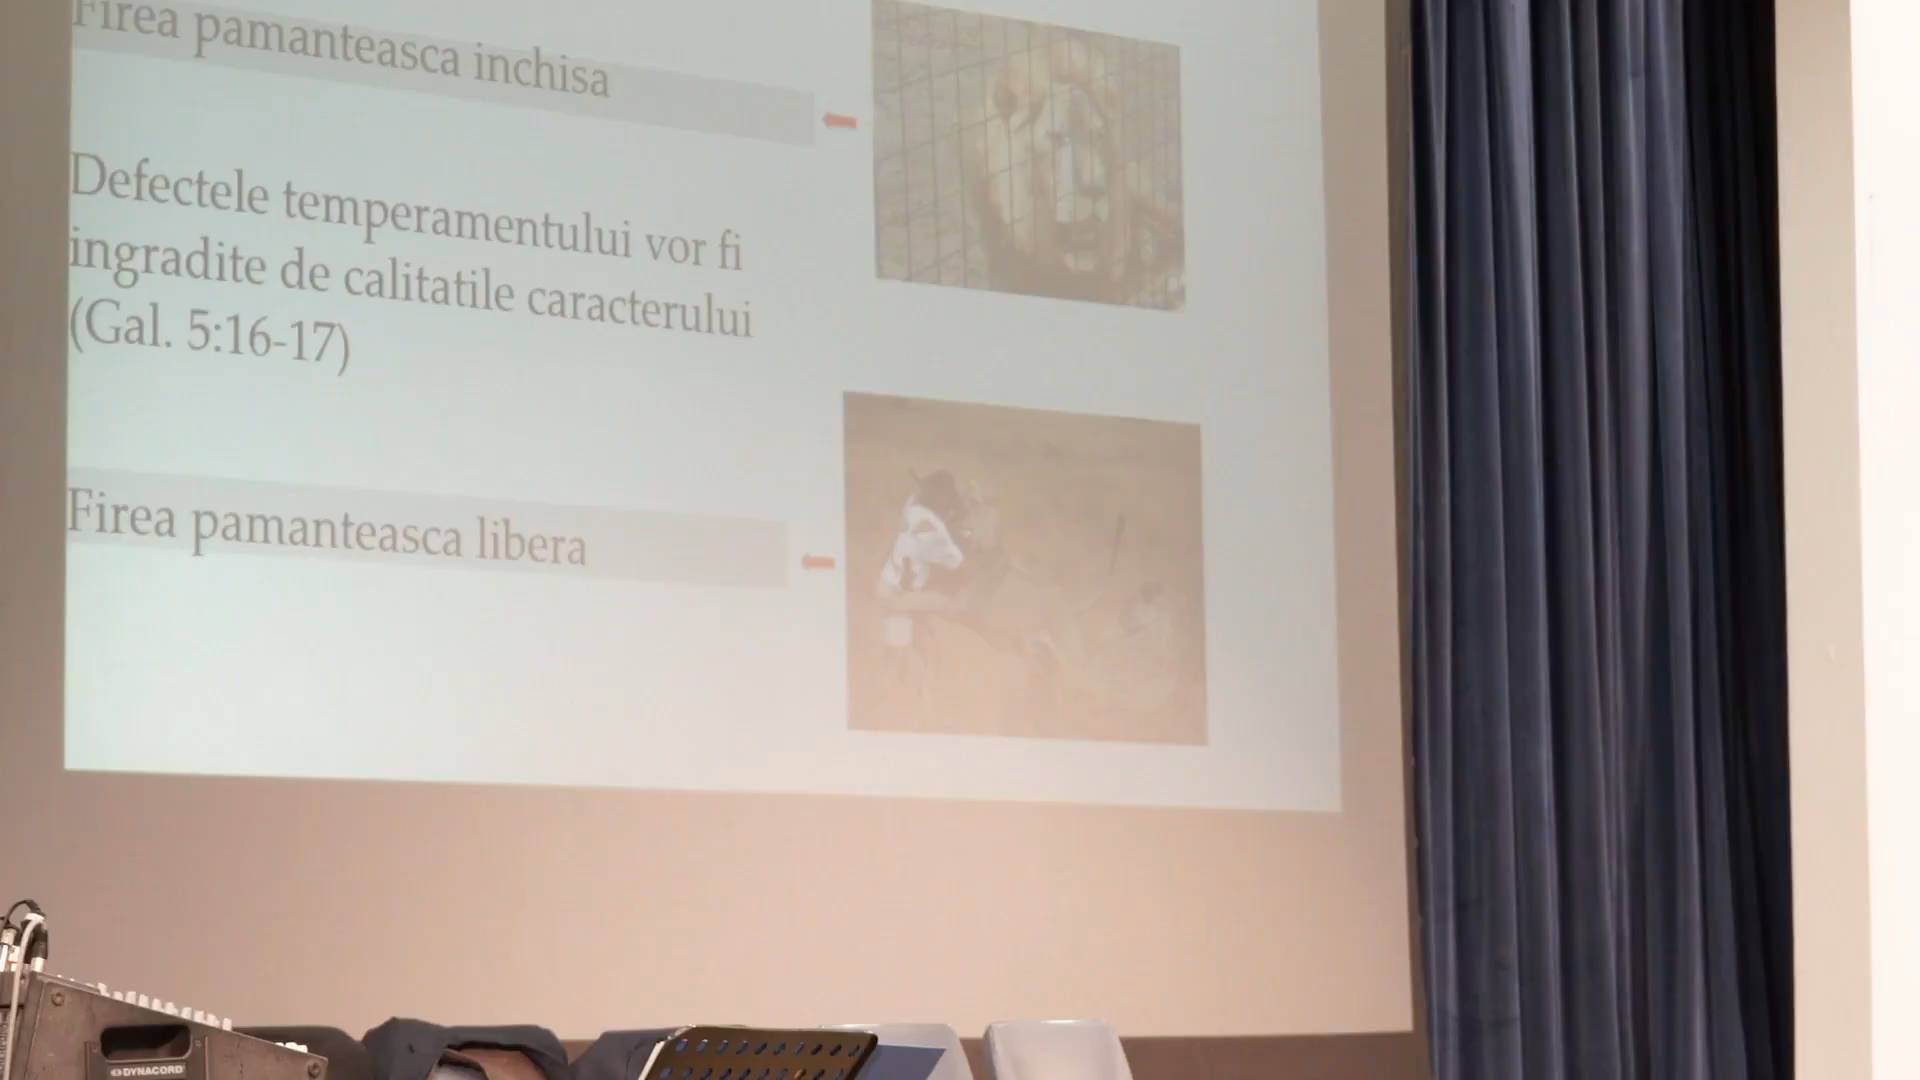 Firea pamanteasca inchisa
Defectele temperamentului vor fi
ingradite de calitatile caracterului
(Gal. 5:16-17)
Firea pamanteasca libera
DYNACORD